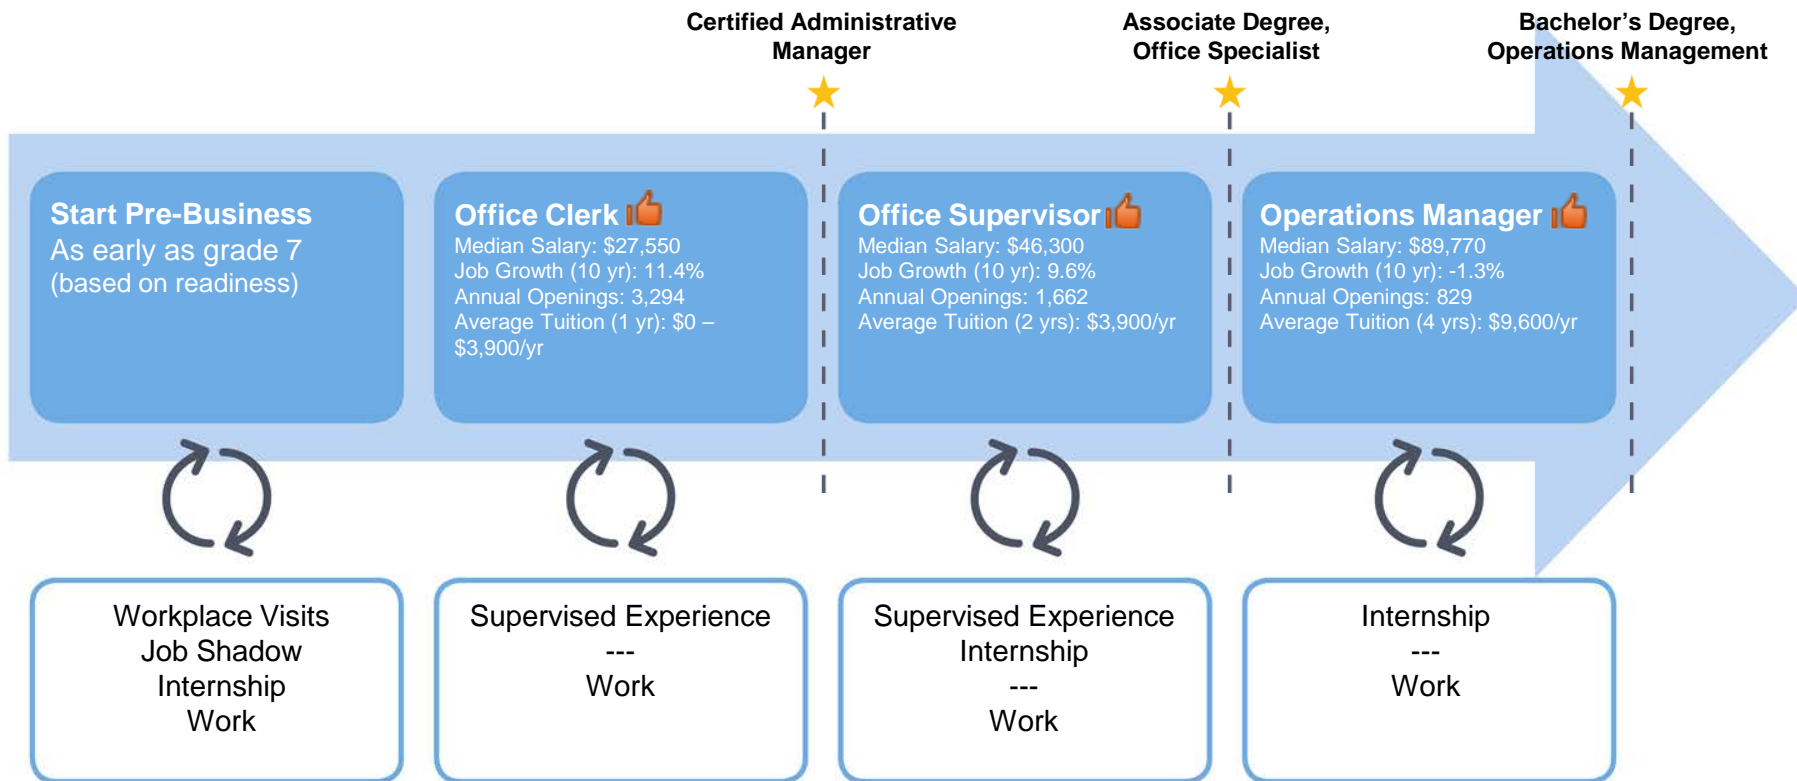 Certified Administrative
Manager
Associate Degree,
Office Specialist
Bachelor’s Degree,
Operations Management
Start Pre-Business
As early as grade 7
(based on readiness)
Office Clerk
Median Salary: $27,550
Job Growth (10 yr): 11.4%
Annual Openings: 3,294
Average Tuition (1 yr): $0 –
$3,900/yr
Office Supervisor
Median Salary: $46,300
Job Growth (10 yr): 9.6%
Annual Openings: 1,662
Average Tuition (2 yrs): $3,900/yr
Operations Manager
Median Salary: $89,770
Job Growth (10 yr): -1.3%
Annual Openings: 829
Average Tuition (4 yrs): $9,600/yr
Workplace Visits
Job Shadow
Internship
Work
Supervised Experience
---
Work
Supervised Experience
Internship
---
Work
Internship
---
Work